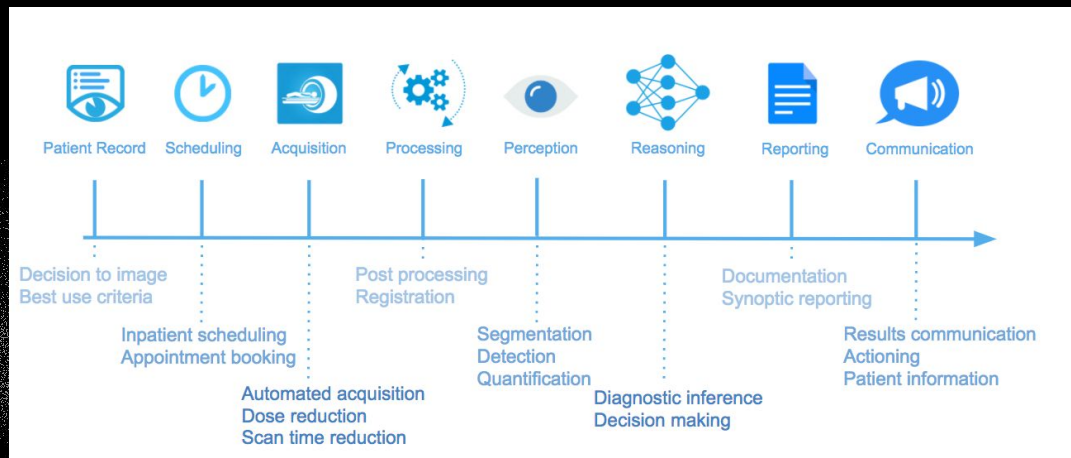 Patient Record
Scheduling
Acquisition
Processing
Perception
Reasoning
Reporting
Communication
Decision to image
Best use criteria
Inpatient scheduling
Appointment booking
Automated acquisition
Dose reduction
Scan time reduction
Post processing
Registration
Segmentation
Detection
Quantification
Diagnostic inference
Decision making
Documentation
Synoptic reporting
Results communication
Actioning
Patient information